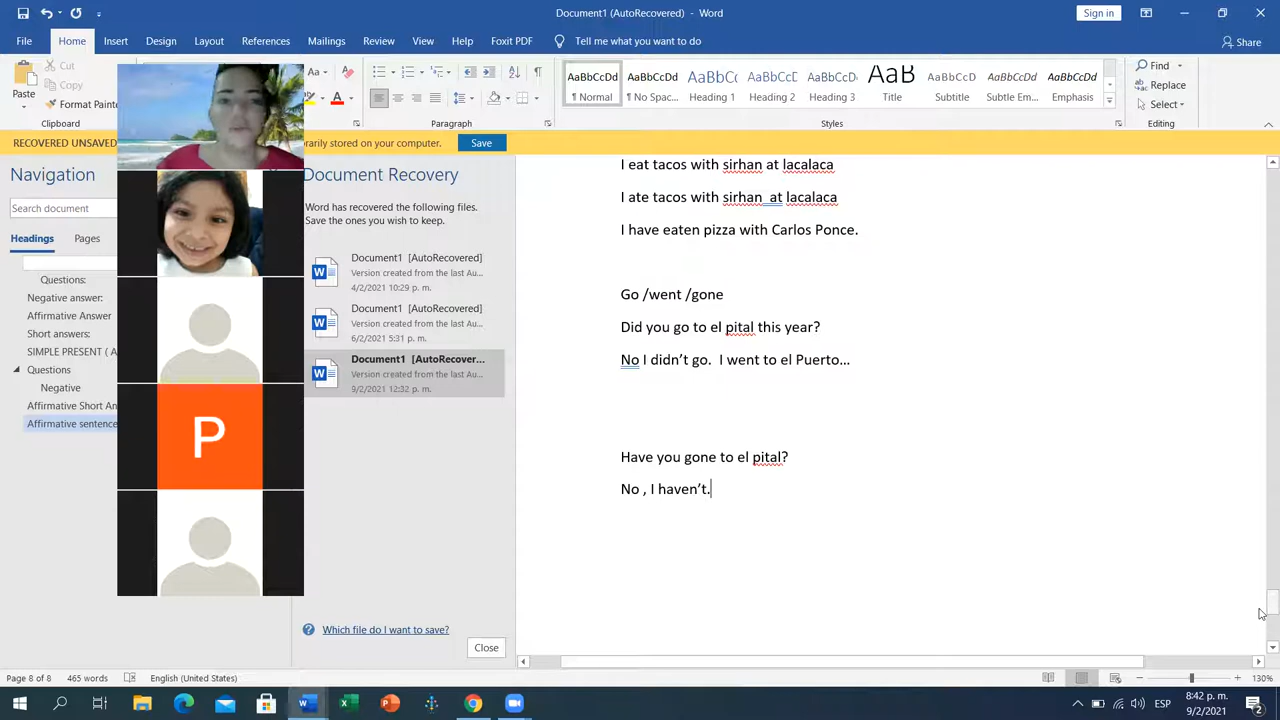 Document1 (AutoRecovered) - Word
Sign in
File Home Insert Design Layout References Mailings Review View Help Foxit PDF Tell me what you want to do Share
Cut
Copy
Paste
Format Painte
Clipboard
Aa
A
Paragraph
AaBbCcDd AaBbCcDd AaBbC( AaBbCcE AaBbCcDd AaB AaBbCcDd AaBbCcDd AaBbCcDd
¶ Normal ¶ No Spac... Heading 1 Heading 2 Heading 3 Title Subtitle Subtle Em... Emphasis
Styles
Find
Replace
Select
Editing
RECOVERED UNSAVED
rarily stored on your computer.
Save
Navigation
Search document
Headings Pages
Questions:
Negative answer:
Affirmative Answer
Short answers:
SIMPLE PRESENT ( A
Questions
Negative
Affirmative Short An
Affirmative sentence
P
Document Recovery
Word has recovered the following files.
Save the ones you wish to keep.
Document1 [AutoRecovered]
Version created from the last Au...
4/2/2021 10:29 p. m.
Document1 [AutoRecovered]
Version created from the last Au...
6/2/2021 5:31 p. m.
Document1 [AutoRecover...
Version created from the last Au...
9/2/2021 12:32 p. m.
Which file do I want to save?
Close
I eat tacos with sirhan at lacalaca
I ate tacos with sirhan at lacalaca
I have eaten pizza with Carlos Ponce.
Go /went /gone
Did you go to el pital this year?
No I didn’t go. I went to el Puerto...
Have you gone to el pital?
No , I haven’t.
Page 8 of 8 465 words English (United States) 130%
ESP
8:42 p. m.
9/2/2021
2